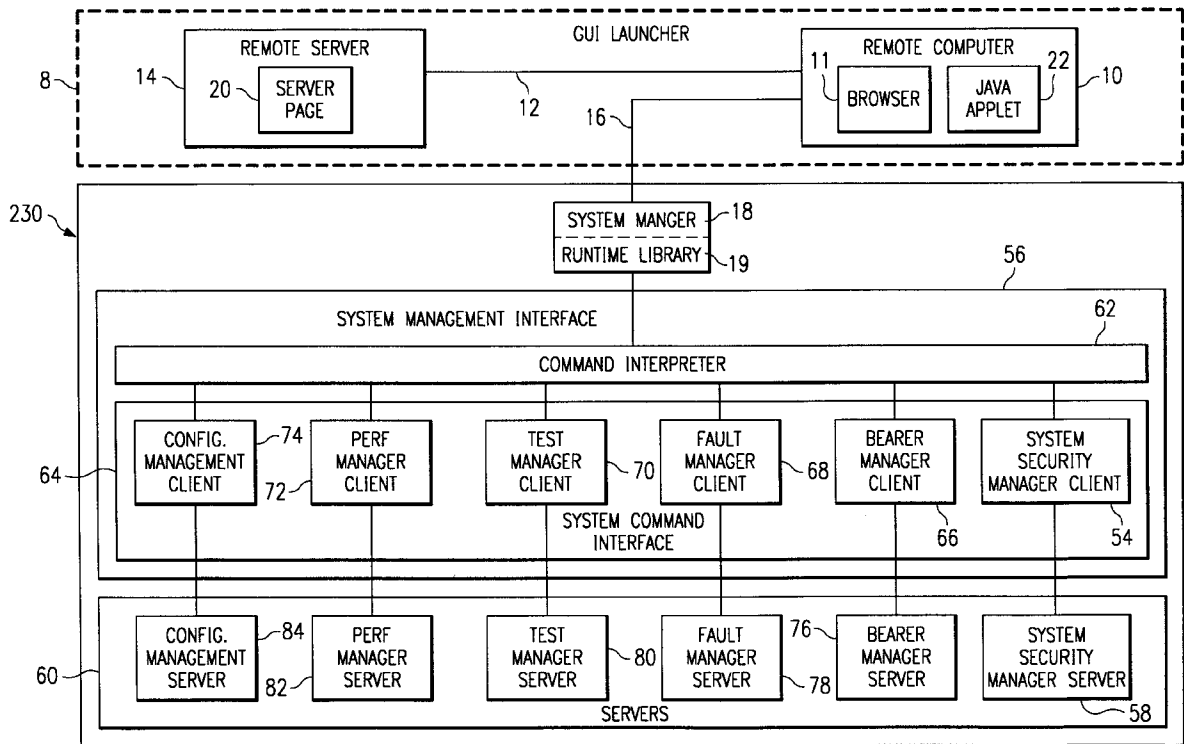 GUI LAUNCHER
8
REMOTE SERVER
14
20
SERVER
PAGE
12
16
REMOTE COMPUTER
11
BROWSER
22
JAVA
APPLET
10
230
SYSTEM MANGER
18
RUNTIME LIBRARY
19
56
SYSTEM MANAGEMENT INTERFACE
62
COMMAND INTERPRETER
64
CONFIG.
MANAGEMENT
CLIENT
74
PERF
MANAGER
CLIENT
72
TEST
MANAGER
CLIENT
70
FAULT
MANAGER
CLIENT
68
BEARER
MANAGER
CLIENT
66
SYSTEM
SECURITY
MANAGER CLIENT
54
SYSTEM COMMAND
INTERFACE
60
CONFIG.
MANAGEMENT
SERVER
84
PERF
MANAGER
SERVER
82
TEST
MANAGER
SERVER
80
FAULT
MANAGER
SERVER
78
76
BEARER
MANAGER
SERVER
SYSTEM
SECURITY
MANAGER SERVER
58
SERVERS